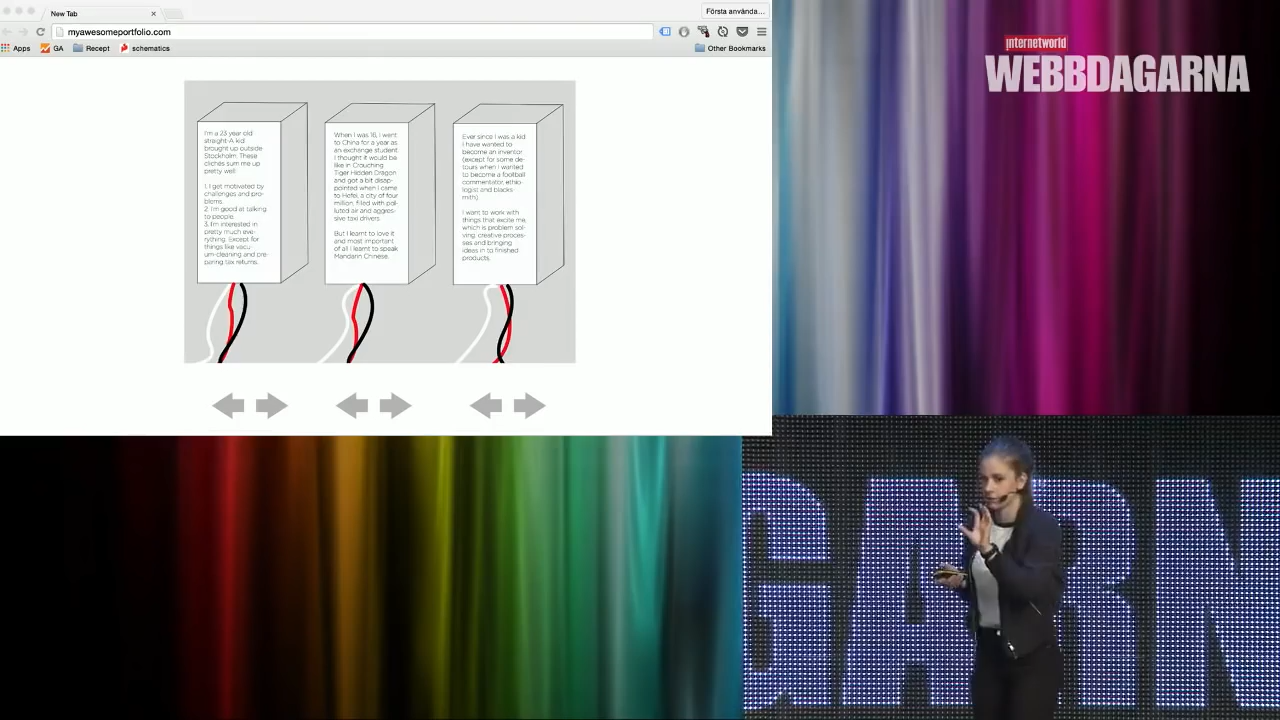 New Tab
Första använda...
myawesomeportfolio.com
Apps
GA
Recept
schematics
Other Bookmarks
internetworld
WEBBDAGARNA
I'm a 23 year old
straight-A kid
brought up outside
Stockholm. These
clichés sum me up
pretty well:
1. I get motivated by
challenges and pro-
blems.
2. I'm good at talking
to people.
3. I'm interested in
pretty much eve-
rything. Except for
things like vacu-
um-cleaning and pre-
paring tax returns.
When I was 16, I went
to China for a year as
an exchange student.
I thought it would be
like in Crouching
Tiger Hidden Dragon
and got a bit disap-
pointed when I came
to Hefei, a city of four
million, filled with pol-
luted air and aggres-
sive taxi drivers.
But I learnt to love it
and most important
of all I learnt to speak
Mandarin Chinese.
Ever since I was a kid
I have wanted to
become an inventor
(except for some de-
tours when I wanted
to become a football
commentator, etho-
logist and blacks
mith)
I want to work with
things that excite me,
which is problem sol-
ving, creative proces-
ses and bringing
ideas in to finished
products.
GARN